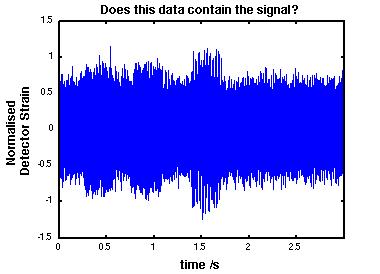 Does this data contain the signal?
1.5
1
0.5
0
-0.5
-1
-1.5
Normalised
Detector Strain
0 0.5 1 1.5 2 2.5
time /s